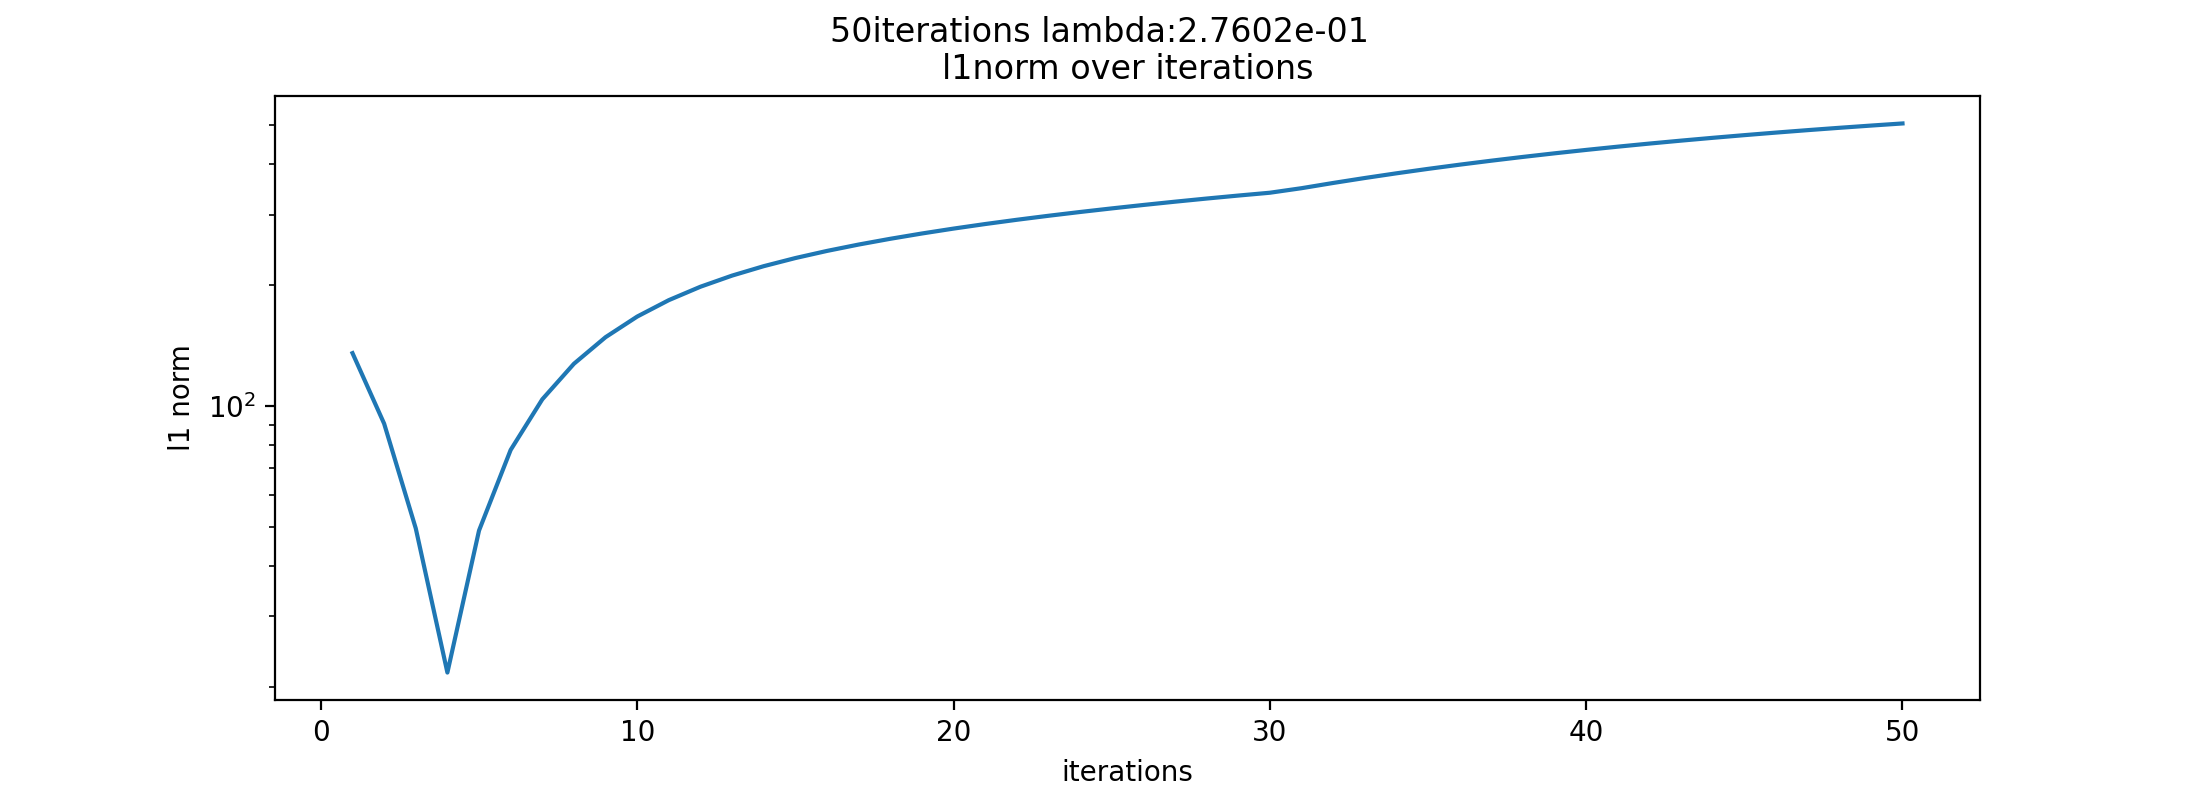 50iterations lambda:2.7602e-01
l1norm over iterations
l1 norm
10²
0 10 20 30 40 50
iterations